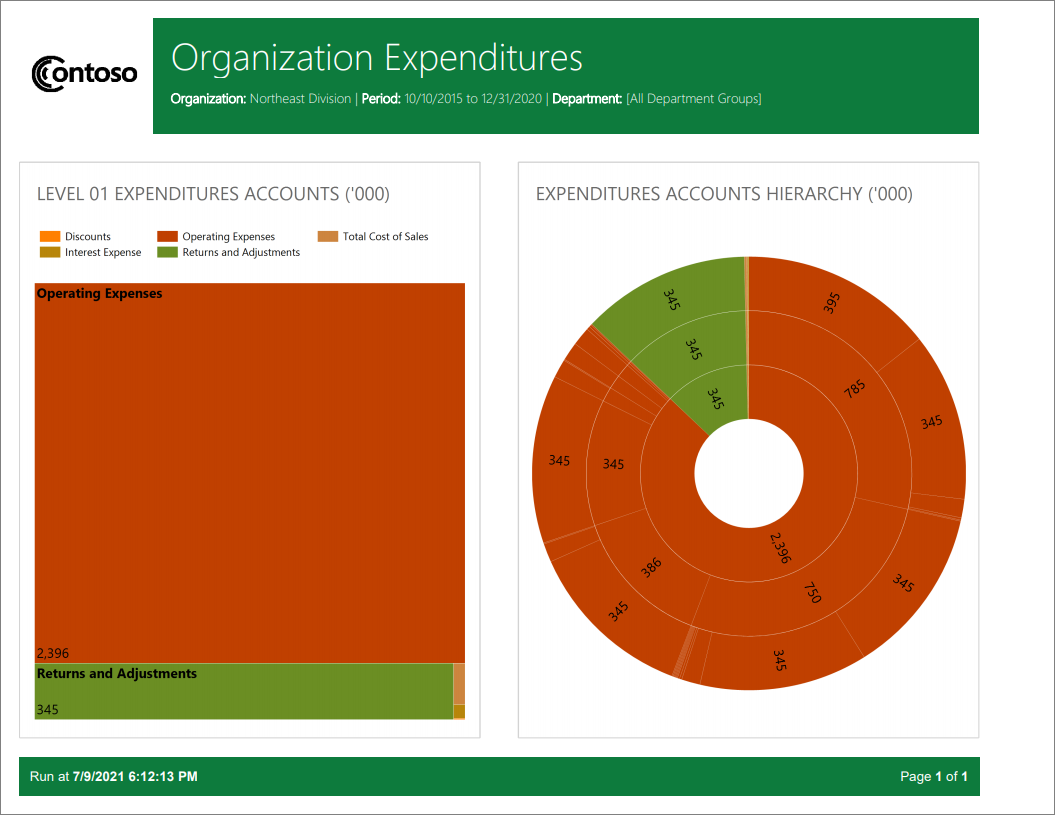 Contoso
Organization Expenditures
Organization: Northeast Division | Period: 10/10/2015 to 12/31/2020 | Department: [All Department Groups]
LEVEL 01 EXPENDITURES ACCOUNTS ('000)
Discounts
Operating Expenses
Total Cost of Sales
Interest Expense
Returns and Adjustments
Operating Expenses
2,396
Returns and Adjustments
345
EXPENDITURES ACCOUNTS HIERARCHY ('000)
395
785
345
345
750
2,396
345
386
345
345
345
345
345
345
Run at 7/9/2021 6:12:13 PM
Page 1 of 1